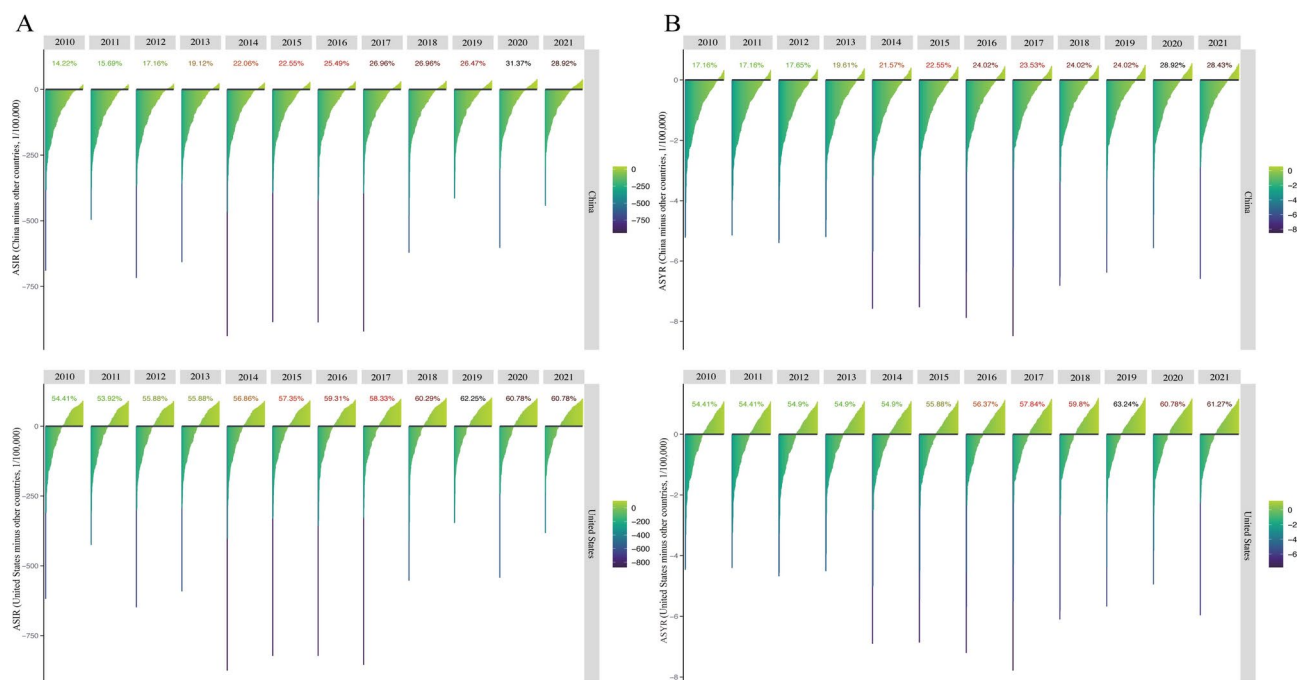 A
2010 2011 2012 2013 2014 2015 2016 2017 2018 2019 2020 2021
14.22% 15.69% 17.16% 19.12% 22.06% 22.55% 25.49% 26.96% 26.96% 26.47% 31.37% 28.92%
0
−250
−500
−750
ASIR (China minus other countries, 1/100,000)
China
0
−250
−500
−750
2010 2011 2012 2013 2014 2015 2016 2017 2018 2019 2020 2021
54.41% 53.92% 55.88% 55.88% 56.86% 57.35% 59.31% 58.33% 60.29% 62.25% 60.78% 60.78%
0
−250
−500
−750
ASIR (United States minus other countries, 1/100,000)
United States
0
−200
−400
−600
−800
B
2010 2011 2012 2013 2014 2015 2016 2017 2018 2019 2020 2021
17.16% 17.16% 17.65% 19.61% 21.57% 22.55% 24.02% 23.53% 24.02% 24.02% 28.92% 28.43%
0
−2
−4
−6
−8
ASYR (China minus other countries, 1/100,000)
China
0
−2
−4
−6
−8
2010 2011 2012 2013 2014 2015 2016 2017 2018 2019 2020 2021
54.41% 54.41% 54.9% 54.9% 54.9% 55.88% 56.37% 57.84% 59.8% 63.24% 60.78% 61.27%
0
−2
−4
−6
−8
ASYR (United States minus other countries, 1/100,000)
United States
0
−2
−4
−6